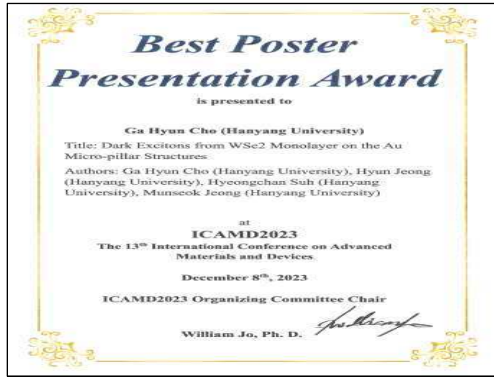 Best Poster
Presentation Award
is presented to
Ga Hyun Cho (Hanyang University)
Title: Dark Excitons from WSe2 Monolayer on the Au
Micro-pillar Structures
Authors: Ga Hyun Cho (Hanyang University), Hyun Jeong
(Hanyang University), Hyeongchan Suh (Hanyang
University), Munseok Jeong (Hanyang University)
at
ICAMD2023
The 13th International Conference on Advanced
Materials and Devices
December 8th, 2023
ICAMD2023 Organizing Committee Chair
William Jo, Ph. D.